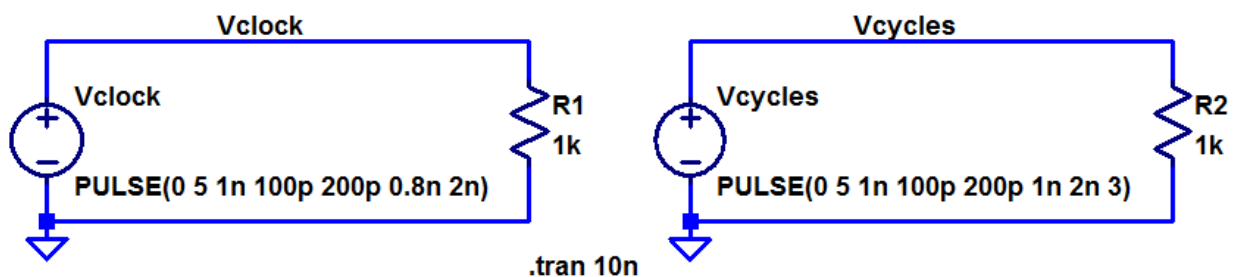 Vclock
Vclock
R1
1k
PULSE(0 5 1n 100p 200p 0.8n 2n)
Vcycles
Vcycles
R2
1k
PULSE(0 5 1n 100p 200p 1n 2n 3)
.tran 10n